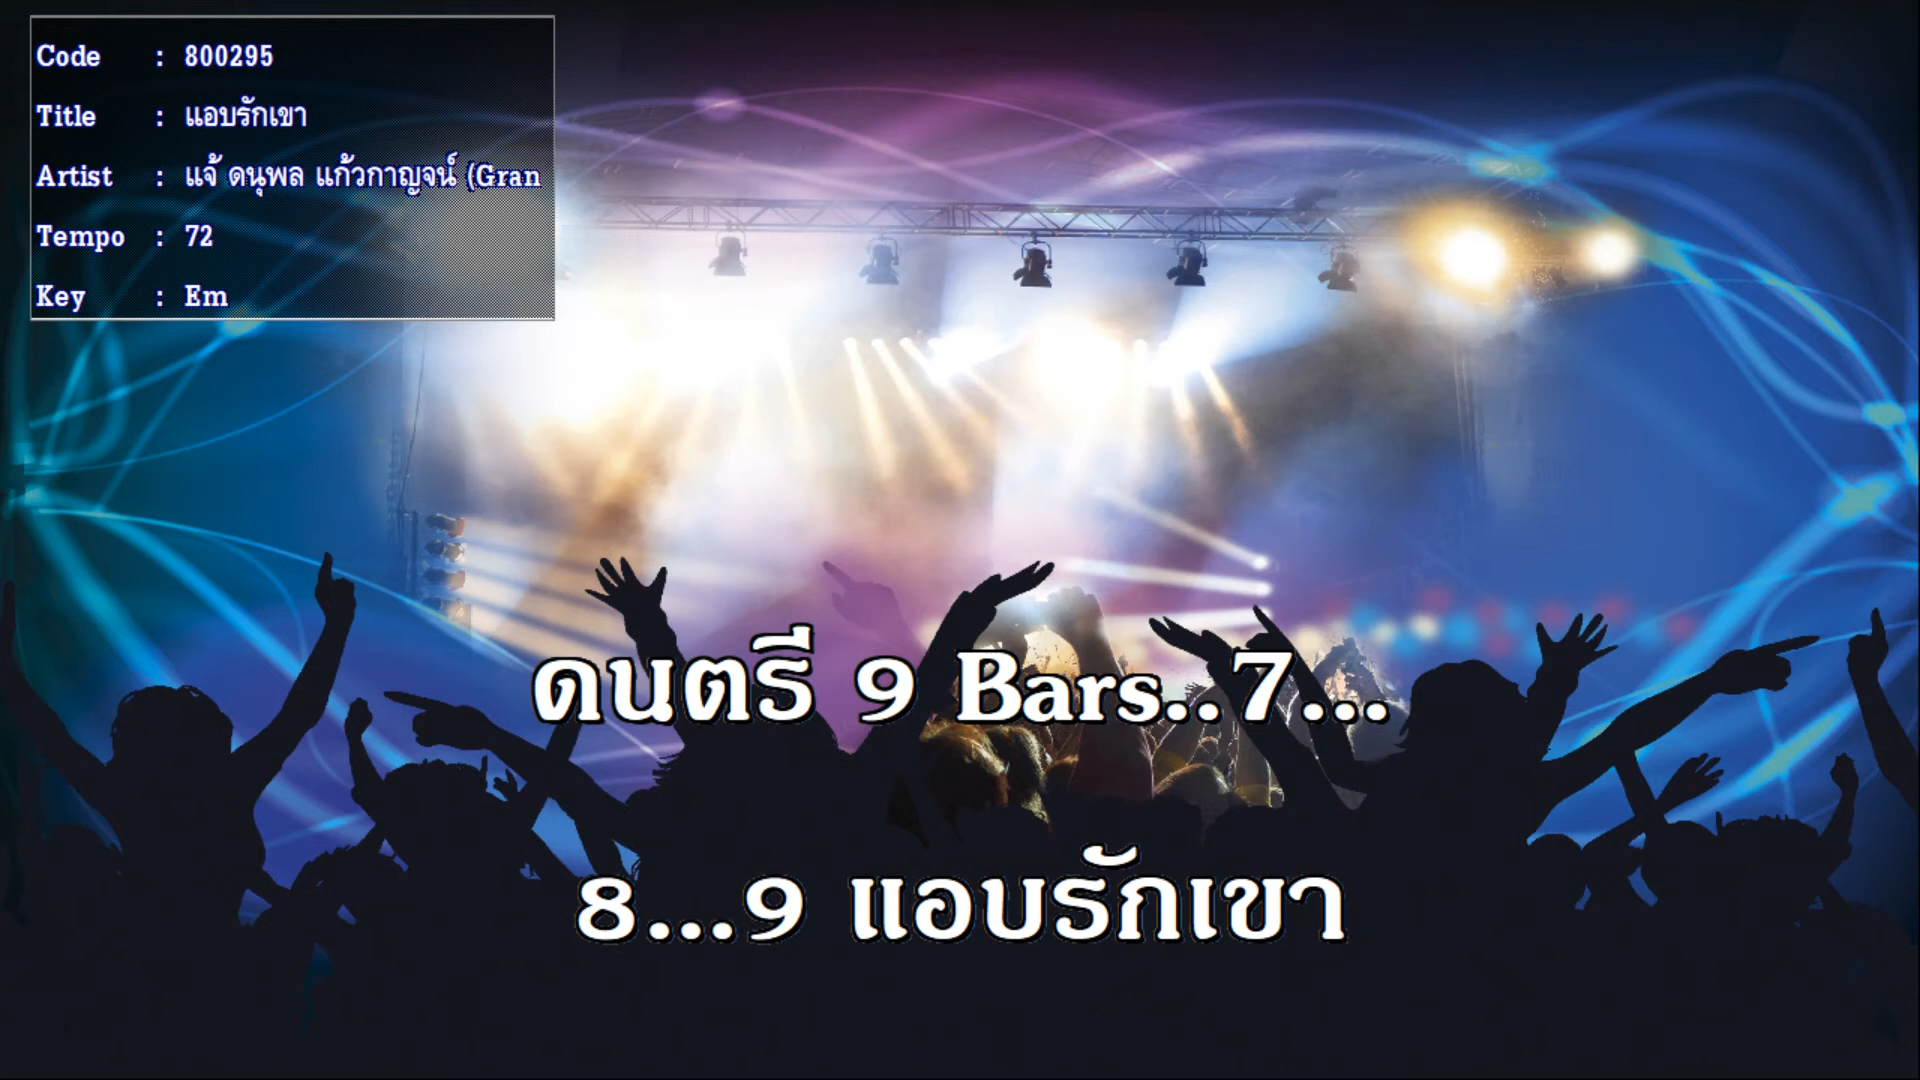 Code : 800295
Title : แอบรักเขา
Artist : แจ้ ดนุพล แก้วกาญจน์ (Gran
Tempo : 72
Key : Em
ดนตรี 9 Bars..7...
8...9 แอบรักเขา